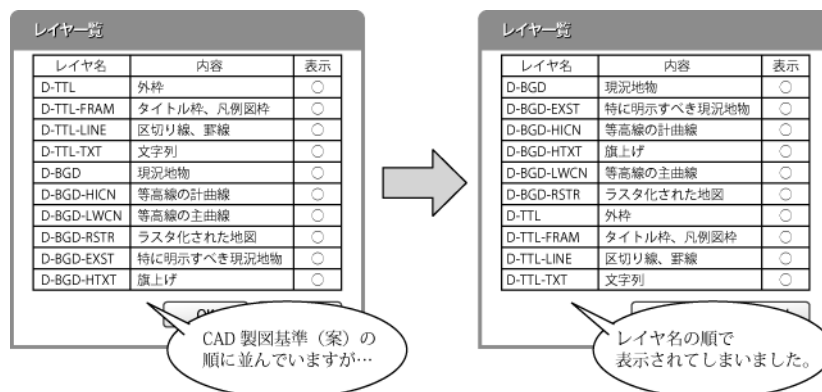 レイヤ一覧
レイヤ名 内容 表示
D-TTL 外枠 ○
D-TTL-FRAM タイトル枠、凡例図枠 ○
D-TTL-LINE 区切り線、罫線 ○
D-TTL-TXT 文字列 ○
D-BGD 現況地物 ○
D-BGD-HICN 等高線の計曲線 ○
D-BGD-LWCN 等高線の主曲線 ○
D-BGD-RSTR ラスタ化された地図 ○
D-BGD-EXST 特に明示すべき現況地物 ○
D-BGD-HTXT 旗上げ ○
CAD 製図基準（案）の
順に並んでいますが…
レイヤ一覧
レイヤ名 内容 表示
D-BGD 現況地物 ○
D-BGD-EXST 特に明示すべき現況地物 ○
D-BGD-HICN 等高線の計曲線 ○
D-BGD-HTXT 旗上げ ○
D-BGD-LWCN 等高線の主曲線 ○
D-BGD-RSTR ラスタ化された地図 ○
D-TTL 外枠 ○
D-TTL-FRAM タイトル枠、凡例図枠 ○
D-TTL-LINE 区切り線、罫線 ○
D-TTL-TXT 文字列 ○
レイヤ名の順で
表示されてしまいました。